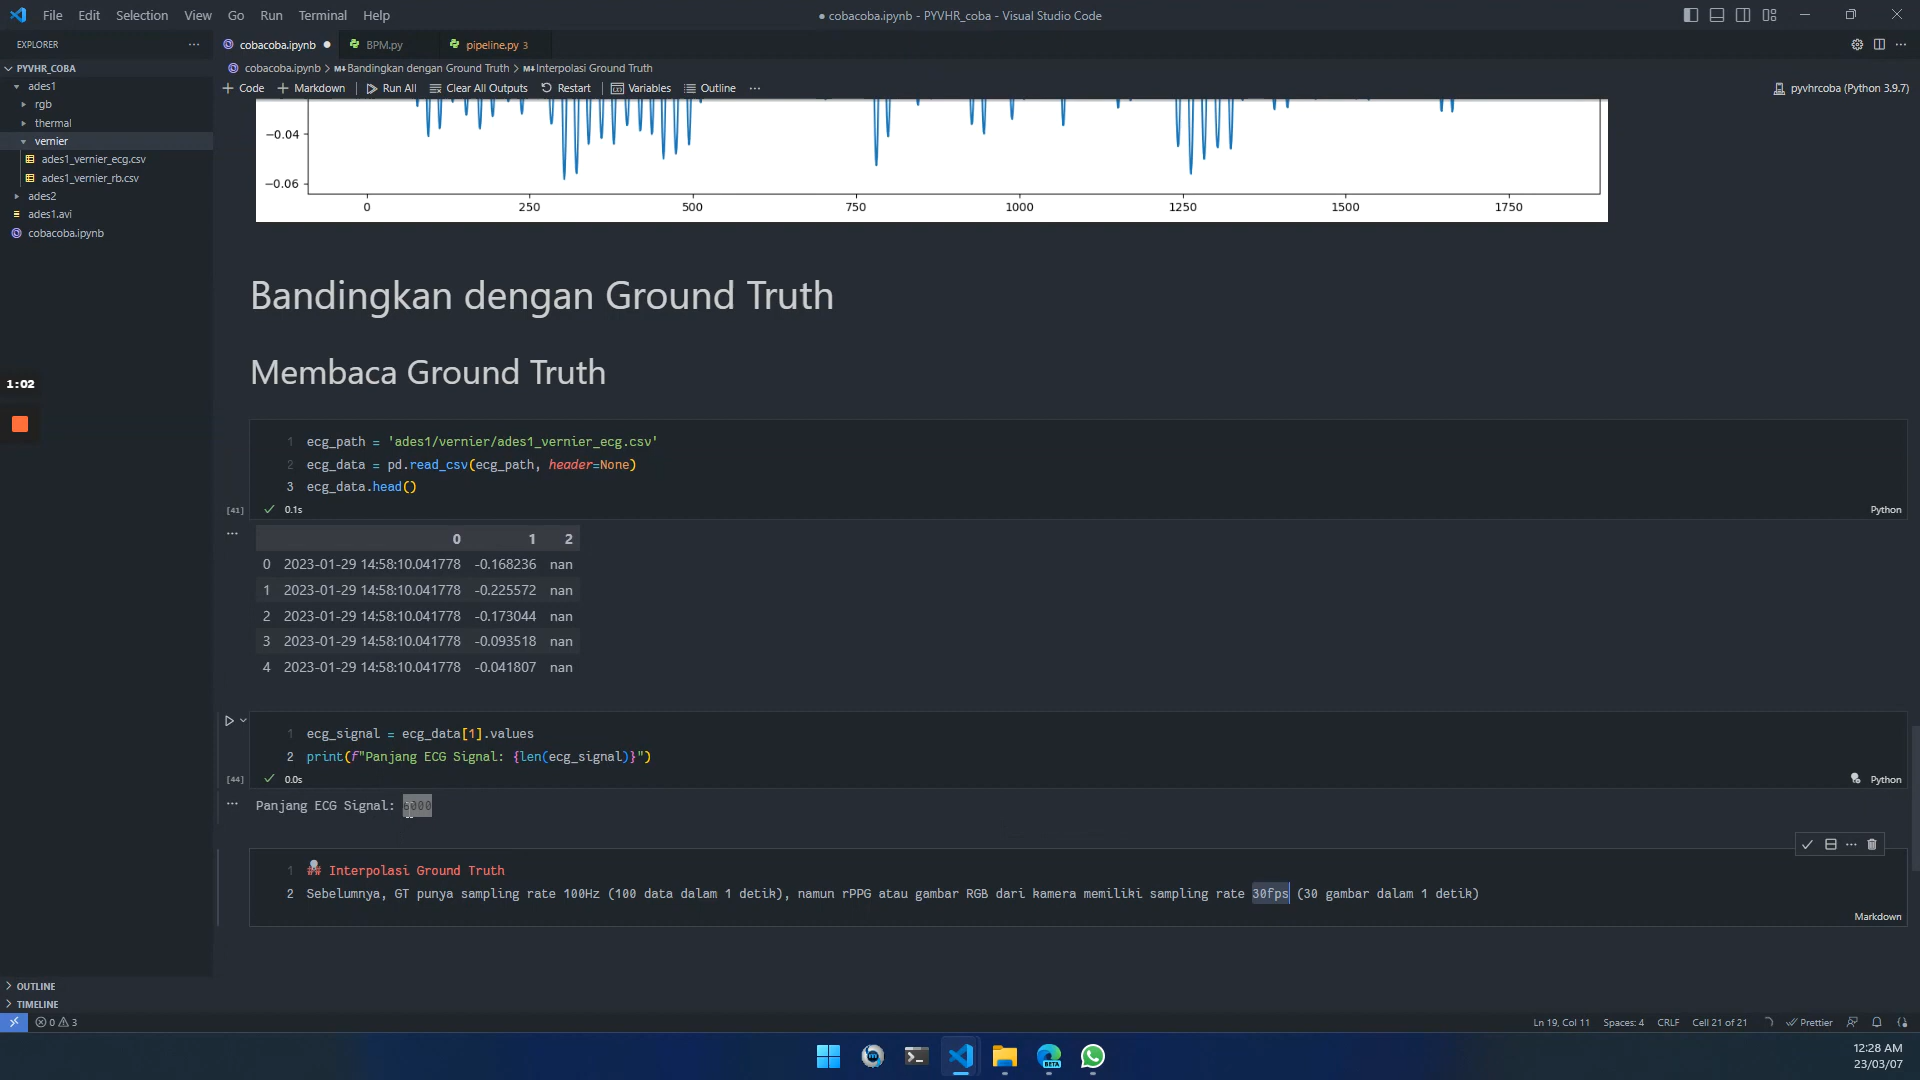 File Edit Selection View Go Run Terminal Help
● cobacoba.ipynb - PYVHR_coba - Visual Studio Code
EXPLORER
cobacoba.ipynb
BPM.py
pipeline.py 3
PYVHR_COBA
cobacoba.ipynb > M↓Bandingkan dengan Ground Truth > M↓Interpolasi Ground Truth
Code Markdown Run All Clear All Outputs Restart Variables Outline
pyvhrcoba (Python 3.9.7)
ades1
rgb
thermal
vernier
ades1_vernier_ecg.csv
ades1_vernier_rb.csv
ades2
ades1.avi
cobacoba.ipynb
−0.04
−0.06
0 250 500 750 1000 1250 1500 1750
Bandingkan dengan Ground Truth
Membaca Ground Truth
1:02
1 ecg_path = 'ades1/vernier/ades1_vernier_ecg.csv'
2 ecg_data = pd.read_csv(ecg_path, header=None)
3 ecg_data.head()
[41] 0.1s Python
0 1 2
0 2023-01-29 14:58:10.041778 -0.168236 nan
1 2023-01-29 14:58:10.041778 -0.225572 nan
2 2023-01-29 14:58:10.041778 -0.173044 nan
3 2023-01-29 14:58:10.041778 -0.093518 nan
4 2023-01-29 14:58:10.041778 -0.041807 nan
1 ecg_signal = ecg_data[1].values
2 print(f"Panjang ECG Signal: {len(ecg_signal)}")
[44] 0.0s Python
Panjang ECG Signal:
1 ## Interpolasi Ground Truth
2 Sebelumnya, GT punya sampling rate 100Hz (100 data dalam 1 detik), namun rPPG atau gambar RGB dari kamera memiliki sampling rate 30fps (30 gambar dalam 1 detik)
Markdown
OUTLINE
TIMELINE
0 3
Ln 19, Col 11 Spaces: 4 CRLF Cell 21 of 21 Prettier
BETA
12:28 AM
23/03/07